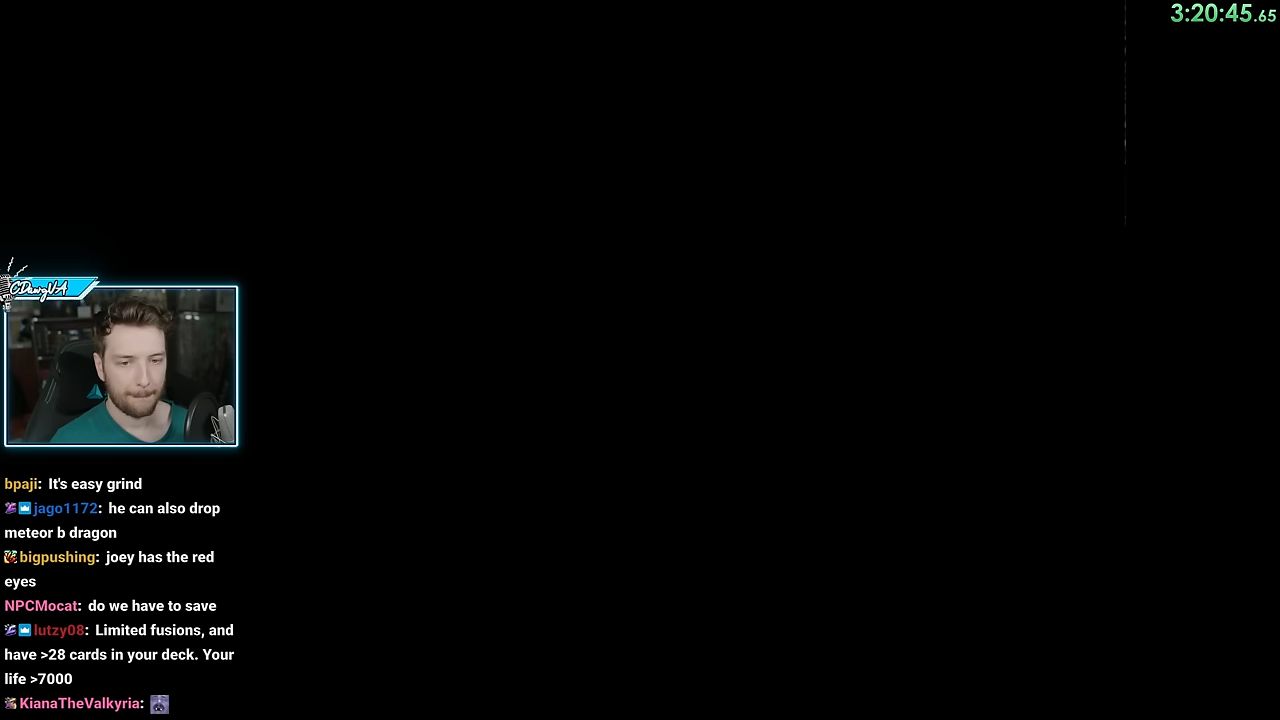 3:20:45.65
CDawgVA
bpaji: It's easy grind
jago1172: he can also drop
meteor b dragon
bigpushing: joey has the red
eyes
NPCMocat: do we have to save
lutzy08: Limited fusions, and
have >28 cards in your deck. Your
life >7000
KianaTheValkyria: